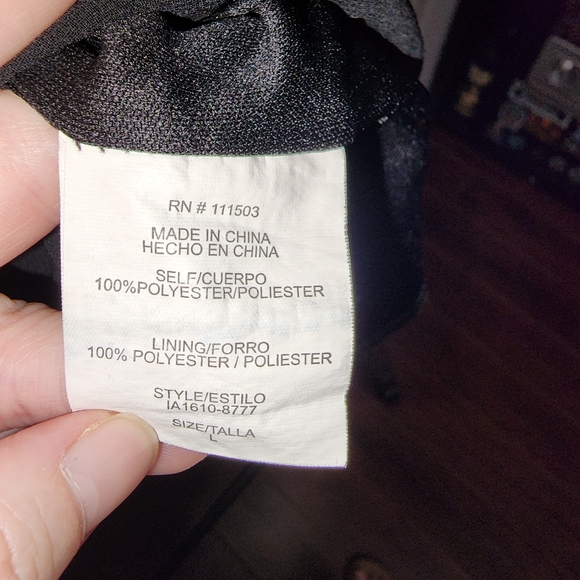 RN # 111503
MADE IN CHINA
HECHO EN CHINA
SELF/CUERPO
100%POLYESTER/POLIESTER
LINING/FORRO
100% POLYESTER / POLIESTER
STYLE/ESTILO
IA1610-8777
SIZE/TALLA
L